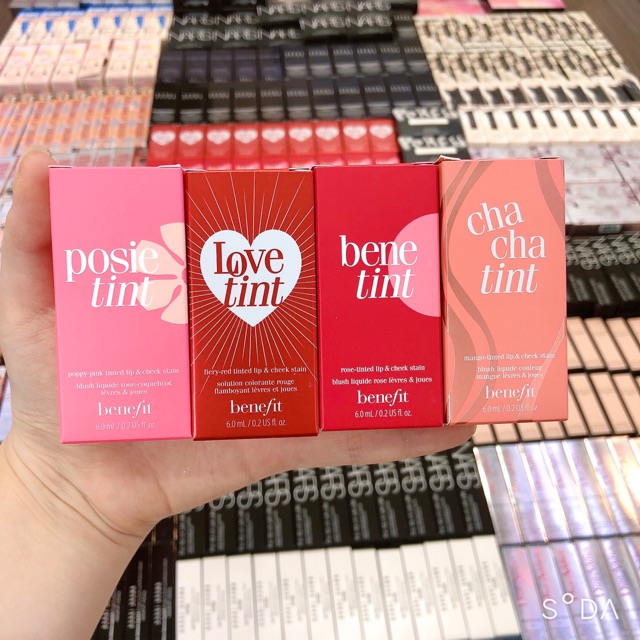 posie
tint
poppy-pink tinted lip & cheek stain
blush liquide rose-coquelicot
lèvres & joues
benefit
6.0 mL / 0.2 US fl. oz.
Love
tint
fiery-red tinted lip & cheek stain
solution colorante rouge
flamboyant lèvres et joues
benefit
6.0 mL / 0.2 US fl. oz.
bene
tint
rose-tinted lip & cheek stain
blush liquide rose lèvres & joues
benefit
6.0 mL / 0.2 US fl. oz.
cha
cha
tint
mango-tinted lip & cheek stain
blush liquide couleur
mangue lèvres & joues
benefit
6.0 mL / 0.2 US fl. oz.
SODA